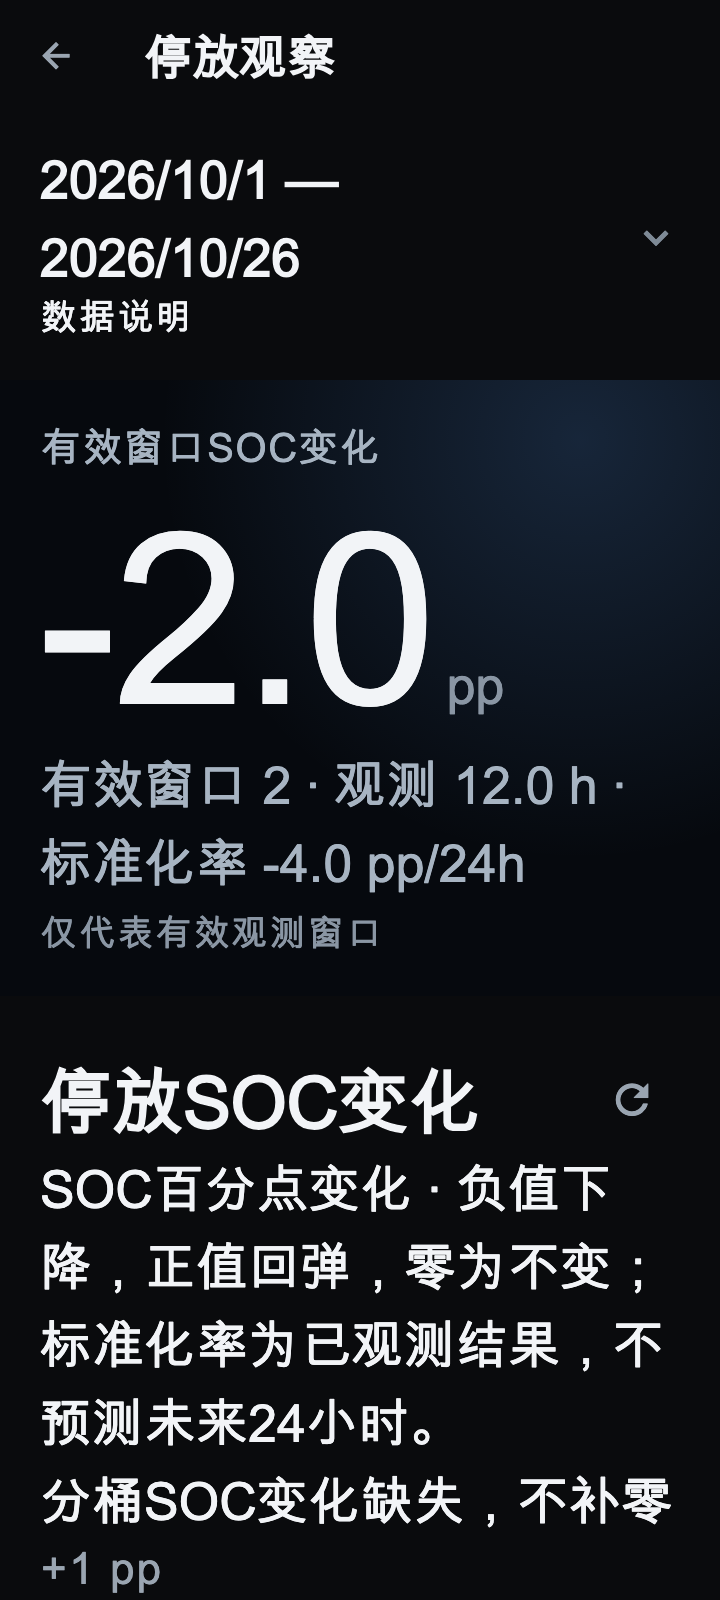 停放观察
2026/10/1 —
2026/10/26
数据说明
有效窗口SOC变化
-2.0 pp
有效窗口 2 · 观测 12.0 h ·
标准化率 -4.0 pp/24h
仅代表有效观测窗口
停放SOC变化
SOC百分点变化 · 负值下
降，正值回弹，零为不变；
标准化率为已观测结果，不
预测未来24小时。
分桶SOC变化缺失，不补零
+1 pp